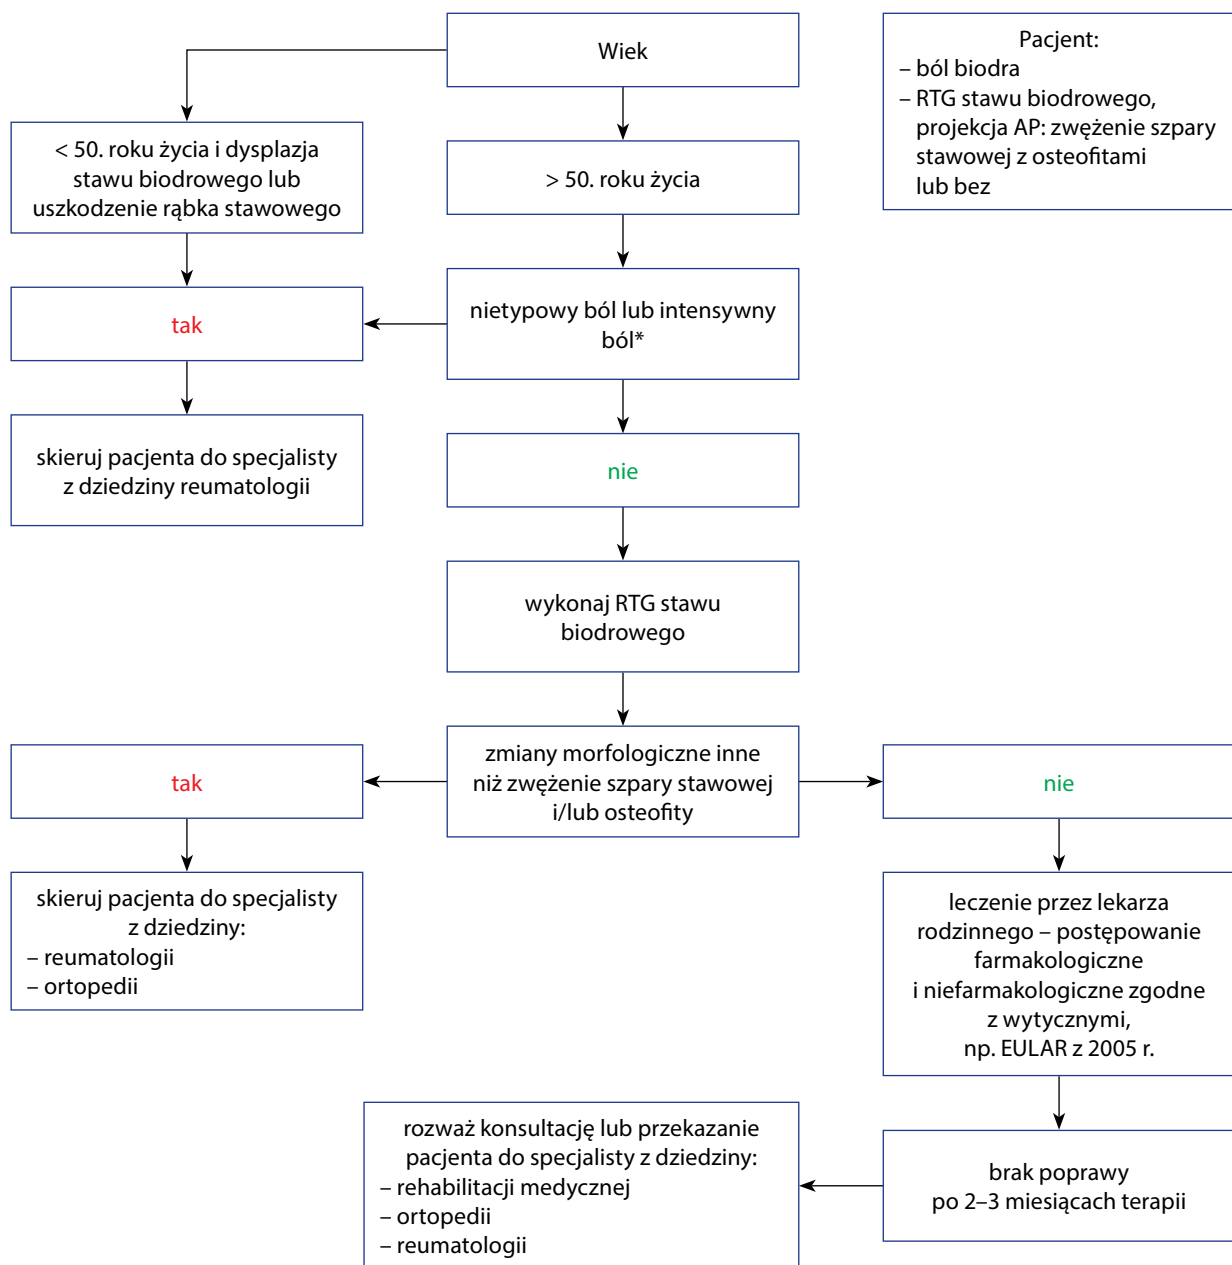 Wiek
Pacjent:
– ból biodra
– RTG stawu biodrowego,
projekcja AP: zwężenie szpary
stawowej z osteofitami
lub bez
< 50. roku życia i dysplazja
stawu biodrowego lub
uszkodzenie rąbka stawowego
> 50. roku życia
tak
nietypowy ból lub intensywny
ból*
skieruj pacjenta do specjalisty
z dziedziny reumatologii
nie
wykonaj RTG stawu
biodrowego
tak
zmiany morfologiczne inne
niż zwężenie szpary stawowej
i/lub osteofity
nie
skieruj pacjenta do specjalisty
z dziedziny:
– reumatologii
– ortopedii
leczenie przez lekarza
rodzinnego – postępowanie
farmakologiczne
i niefarmakologiczne zgodne
z wytycznymi,
np. EULAR z 2005 r.
rozważ konsultację lub przekazanie
pacjenta do specjalisty z dziedziny:
– rehabilitacji medycznej
– ortopedii
– reumatologii
brak poprawy
po 2–3 miesiącach terapii